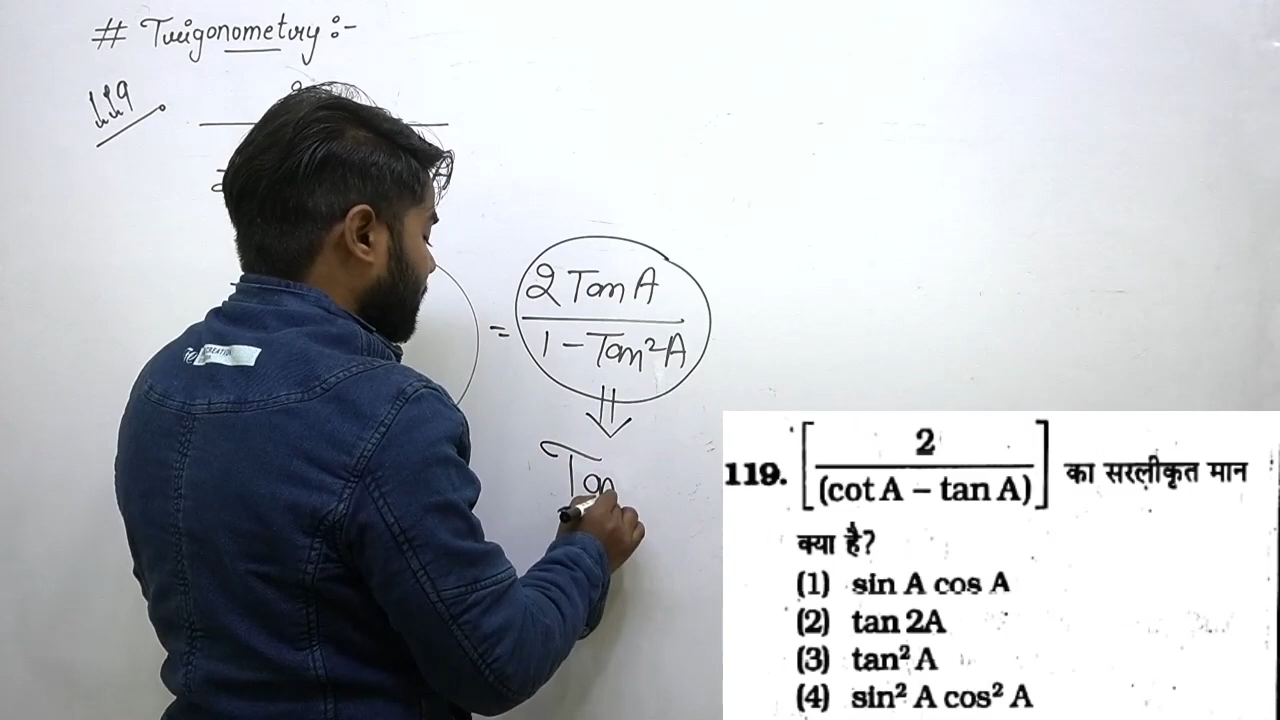 # Trigonometry :-
119
= 2 Tan A
1 - Tan²A
Tan
119. [ 2 / (cot A – tan A) ] का सरलीकृत मान
क्या है?
(1) sin A cos A
(2) tan 2A
(3) tan² A
(4) sin² A cos² A